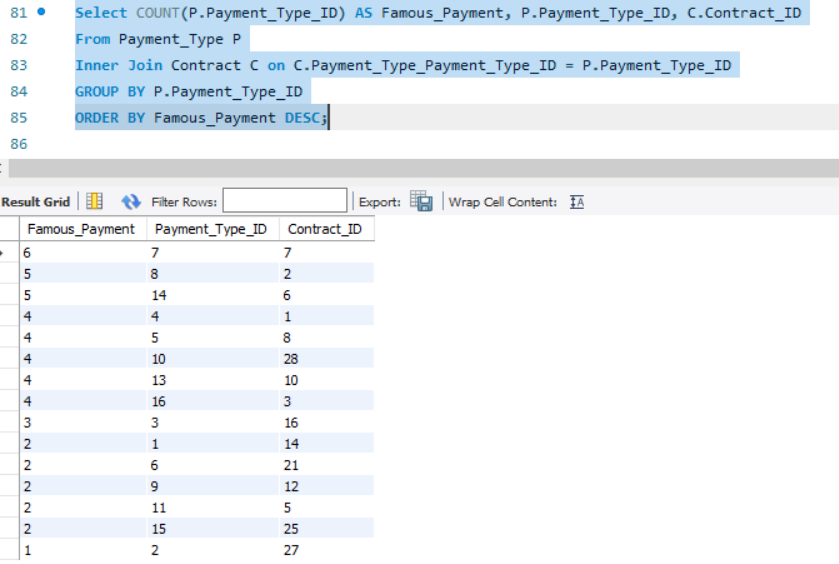 81 Select COUNT(P.Payment_Type_ID) AS Famous_Payment, P.Payment_Type_ID, C.Contract_ID
82 From Payment_Type P
83 Inner Join Contract C on C.Payment_Type_Payment_Type_ID = P.Payment_Type_ID
84 GROUP BY P.Payment_Type_ID
85 ORDER BY Famous_Payment DESC;
86
Result Grid Filter Rows: Export: Wrap Cell Content: IA
Famous_Payment Payment_Type_ID Contract_ID
6 7 7
5 8 2
5 14 6
4 4 1
4 5 8
4 10 28
4 13 10
4 16 3
3 3 16
2 1 14
2 6 21
2 9 12
2 11 5
2 15 25
1 2 27